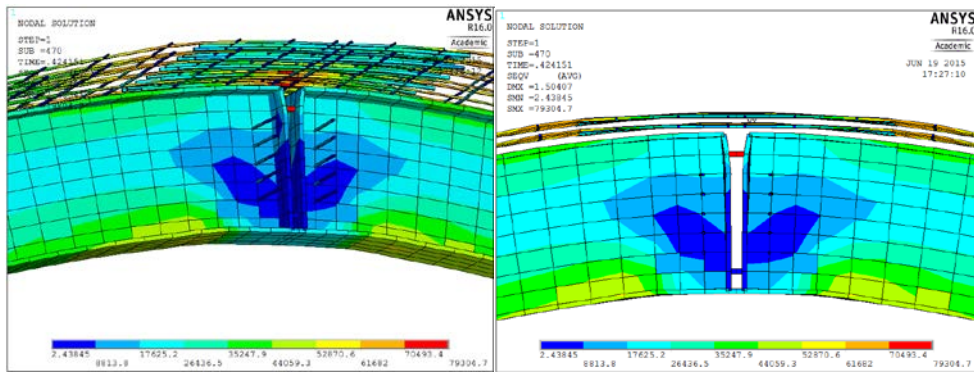 1
NODAL SOLUTION
STEP=1
SUB =470
TIME=.424151
ANSYS
R16.0
Academic
2.43845 17625.2 35247.9 52870.6 70493.4
8813.8 26436.5 44059.3 61682 79304.7
1
NODAL SOLUTION
STEP=1
SUB =470
TIME=.424151
SEQV (AVG)
DMX =1.50407
SMN =2.43845
SMX =79304.7
ANSYS
R16.0
Academic
JUN 19 2015
17:27:10
2.43845 17625.2 35247.9 52870.6 70493.4
8813.8 26436.5 44059.3 61682 79304.7